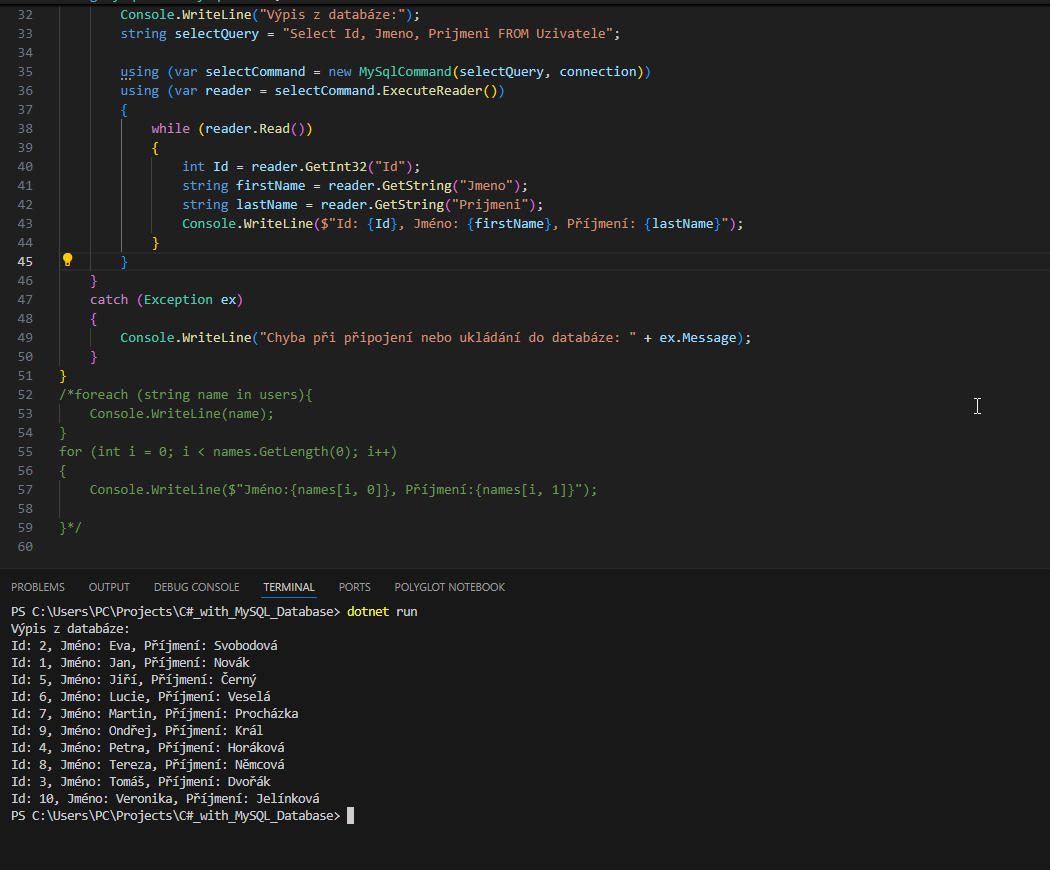 32 Console.WriteLine("Výpis z databáze:");
33 string selectQuery = "Select Id, Jmeno, Prijmeni FROM Uzivatele";
34
35 using (var selectCommand = new MySqlCommand(selectQuery, connection))
36 using (var reader = selectCommand.ExecuteReader())
37 {
38 while (reader.Read())
39 {
40 int Id = reader.GetInt32("Id");
41 string firstName = reader.GetString("Jmeno");
42 string lastName = reader.GetString("Prijmeni");
43 Console.WriteLine($"Id: {Id}, Jméno: {firstName}, Příjmení: {lastName}");
44 }
45 }
46 }
47 catch (Exception ex)
48 {
49 Console.WriteLine("Chyba při připojení nebo ukládání do databáze: " + ex.Message);
50 }
51 }
52 /*foreach (string name in users){
53 Console.WriteLine(name);
54 }
55 for (int i = 0; i < names.GetLength(0); i++)
56 {
57 Console.WriteLine($"Jméno:{names[i, 0]}, Příjmení:{names[i, 1]}");
58
59 }*/
60
PROBLEMS OUTPUT DEBUG CONSOLE TERMINAL PORTS POLYGLOT NOTEBOOK
PS C:\Users\PC\Projects\C#_with_MySQL_Database> dotnet run
Výpis z databáze:
Id: 2, Jméno: Eva, Příjmení: Svobodová
Id: 1, Jméno: Jan, Příjmení: Novák
Id: 5, Jméno: Jiří, Příjmení: Černý
Id: 6, Jméno: Lucie, Příjmení: Veselá
Id: 7, Jméno: Martin, Příjmení: Procházka
Id: 9, Jméno: Ondřej, Příjmení: Král
Id: 4, Jméno: Petra, Příjmení: Horáková
Id: 8, Jméno: Tereza, Příjmení: Němcová
Id: 3, Jméno: Tomáš, Příjmení: Dvořák
Id: 10, Jméno: Veronika, Příjmení: Jelínková
PS C:\Users\PC\Projects\C#_with_MySQL_Database>